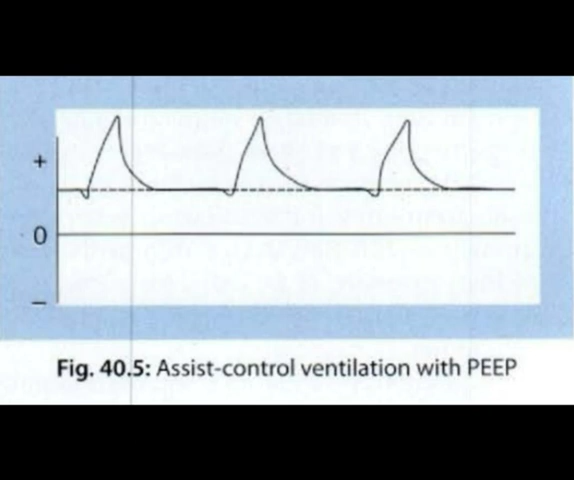 +
0
–
Fig. 40.5: Assist-control ventilation with PEEP